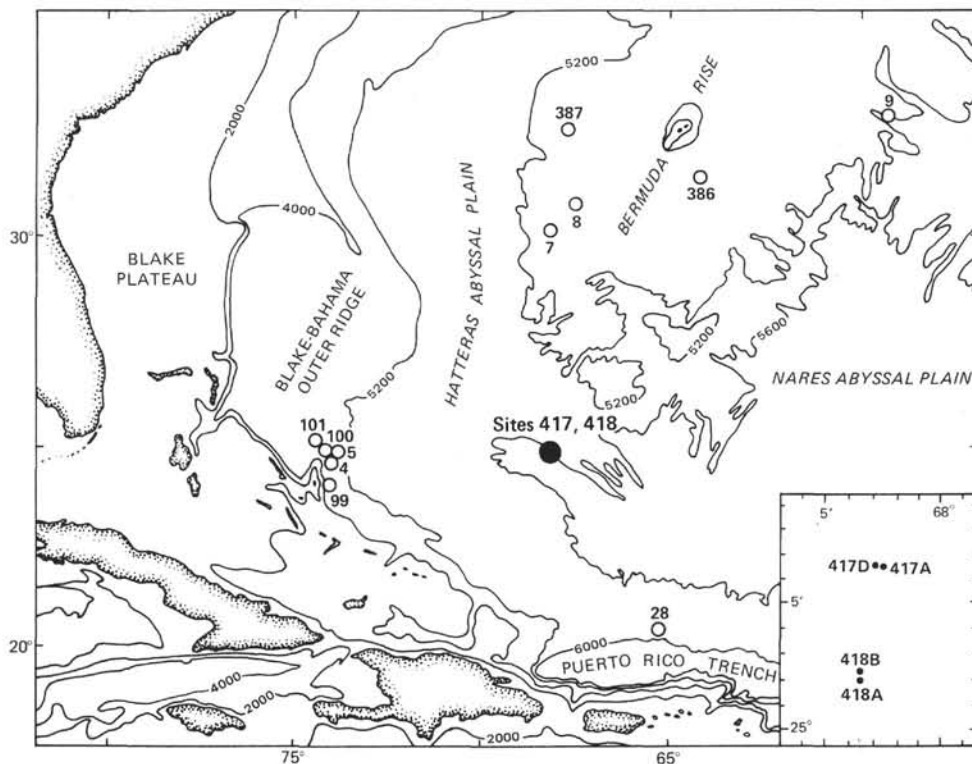 5200
2000
9
387
BERMUDA RISE
386
4000
8
7
30°
BLAKE
PLATEAU
HATTERAS ABYSSAL PLAIN
BLAKE-BAHAMA
OUTER RIDGE
5200
5600
5200
NARES ABYSSAL PLAIN
5200
Sites 417, 418
101
100
5
4
99
5'
68°
417D
417A
5'
418B
418A
25°
28
6000
20°
PUERTO RICO TRENCH
4000
2000
2000
75°
65°